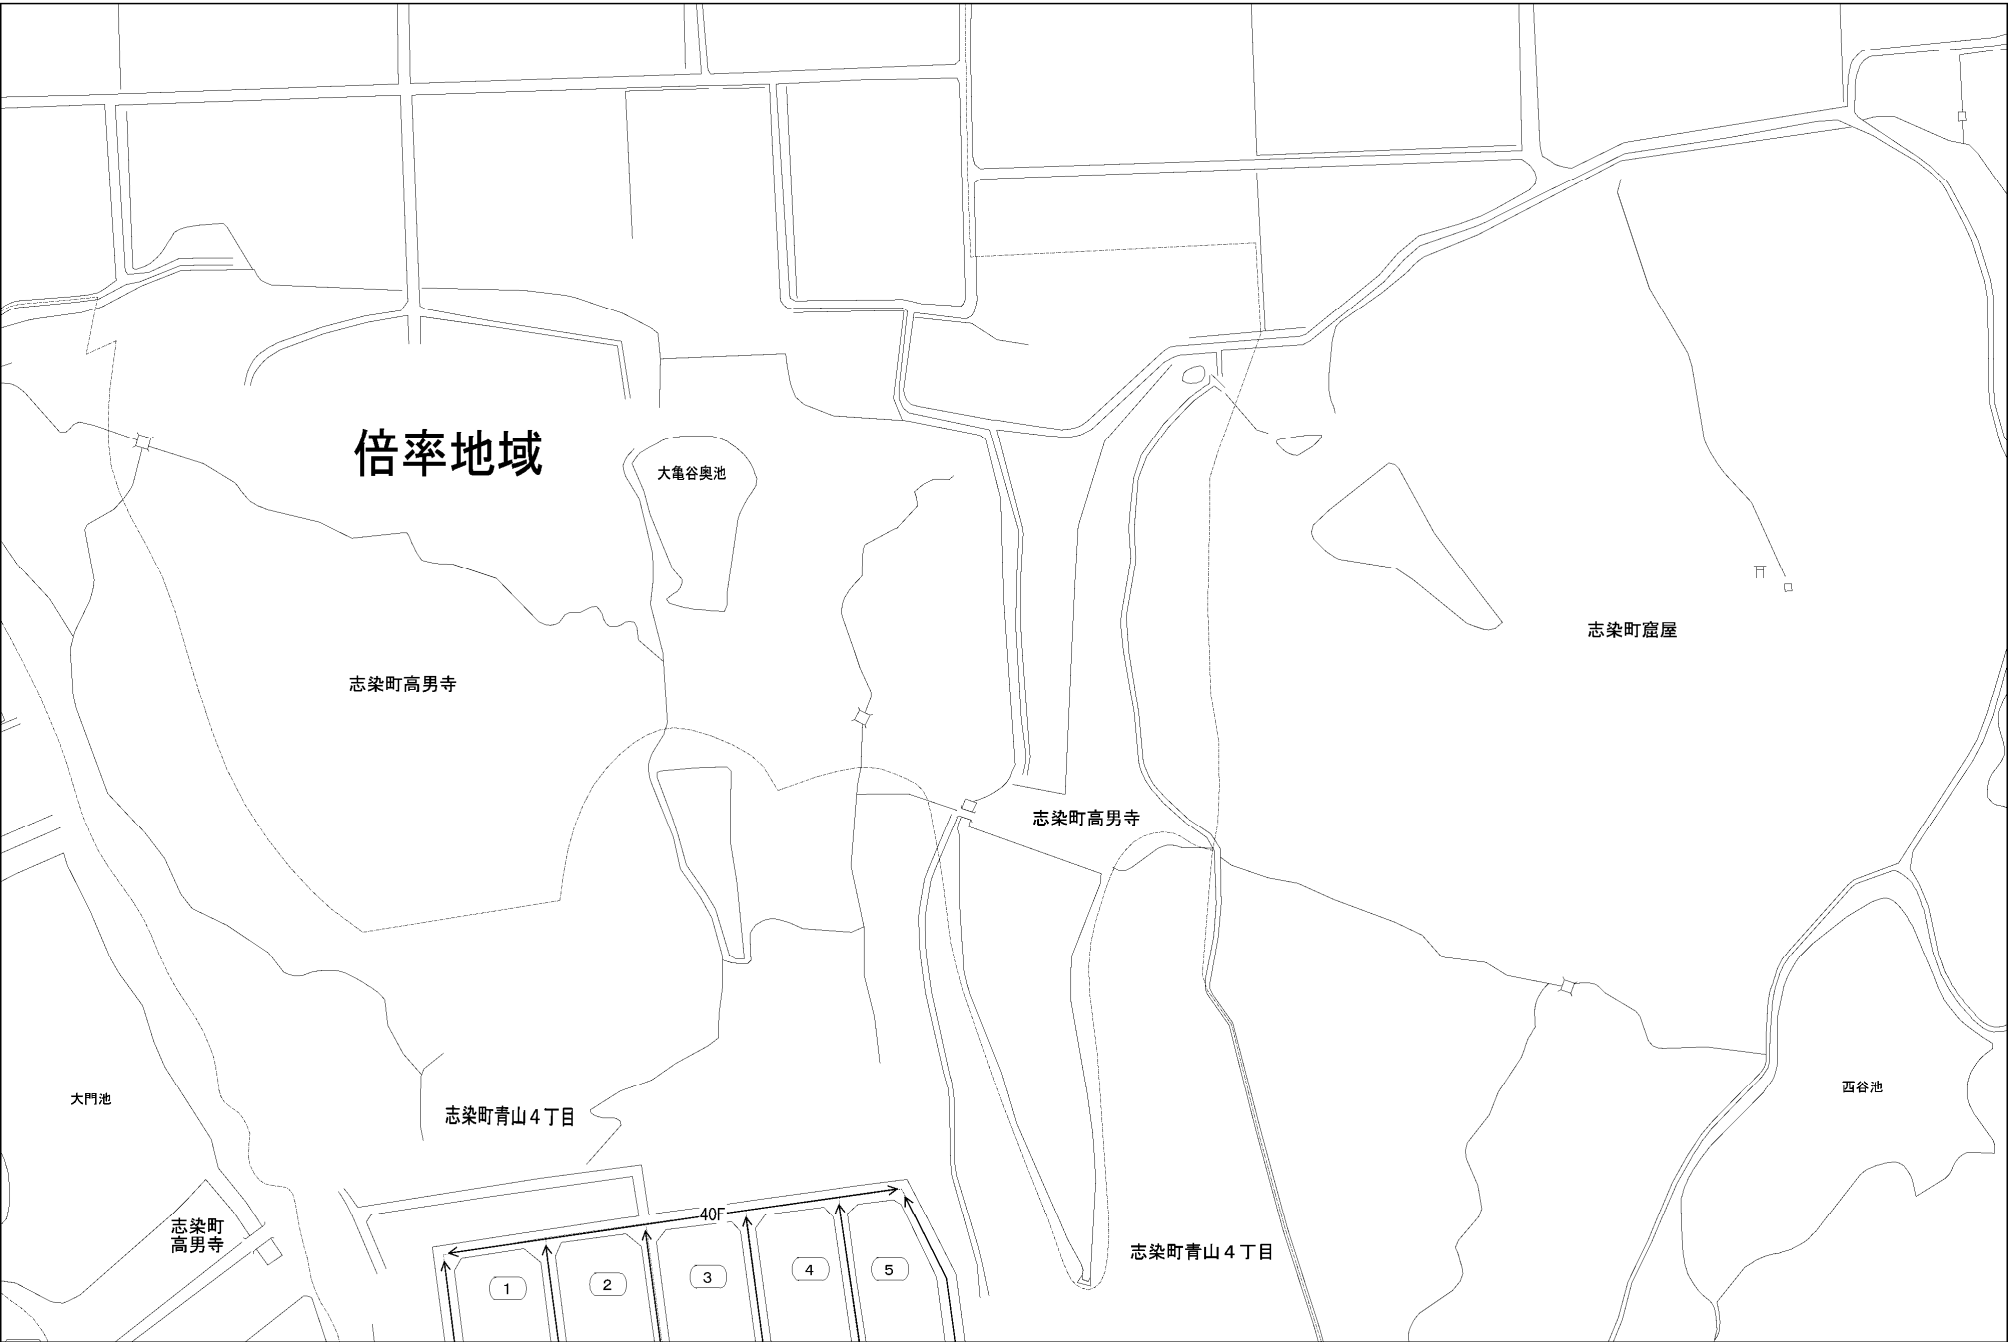 倍率地域
大亀谷奥池
志染町窟屋
志染町高男寺
志染町高男寺
大門池
西谷池
志染町青山４丁目
志染町
高男寺
40F
志染町青山４丁目
1
2
3
4
5